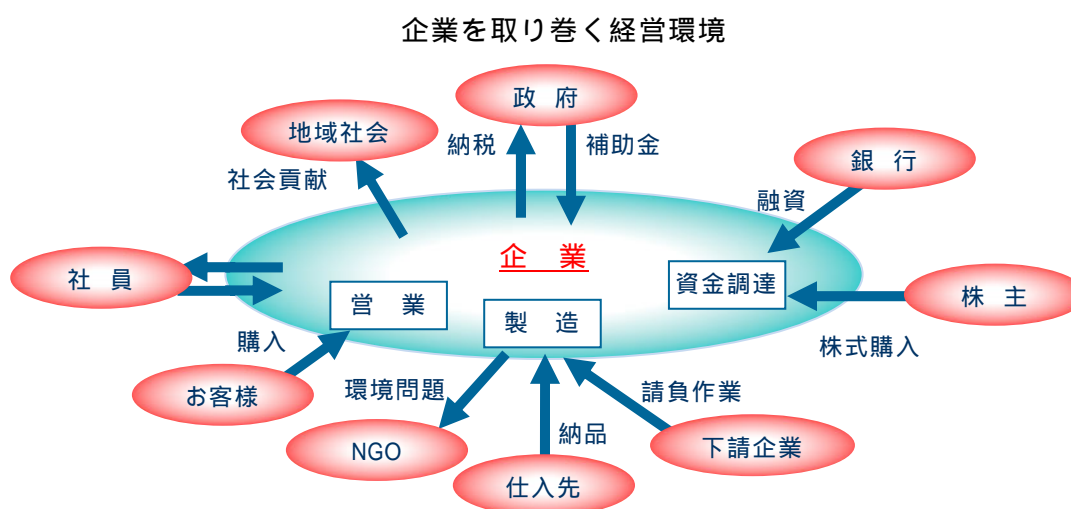 企業を取り巻く経営環境
政 府
地域社会
納税
補助金
銀 行
社会貢献
融資
企 業
社 員
資金調達
株 主
営 業
製 造
購入
株式購入
お客様
環境問題
請負作業
NGO
納品
下請企業
仕入先